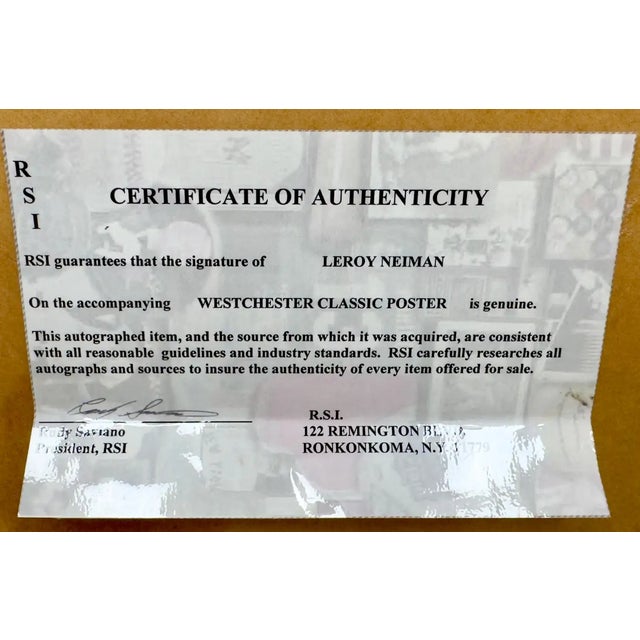 R
S
I
CERTIFICATE OF AUTHENTICITY
RSI guarantees that the signature of LEROY NEIMAN
On the accompanying WESTCHESTER CLASSIC POSTER is genuine.
This autographed item, and the source from which it was acquired, are consistent
with all reasonable guidelines and industry standards. RSI carefully researches all
autographs and sources to insure the authenticity of every item offered for sale.
Rudy Saviano
President, RSI
R.S.I.
122 REMINGTON BLVD,
RONKONKOMA, N.Y. 11779